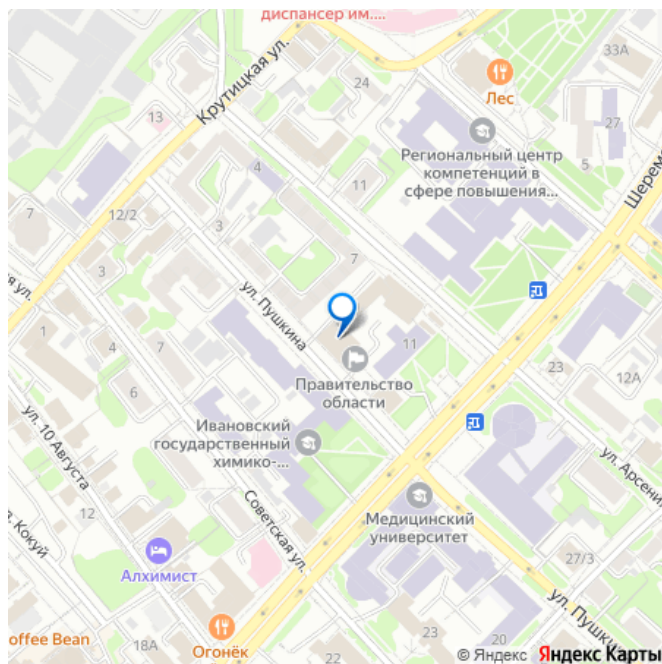 диспансер им....
Крутицкая ул.
33А
24
Лес
13
27
Региональный центр
компетенций в
сфере повышения...
5
4
11
Шерем
7
12/2
3
7
3
ая ул.
ул. Пушкина
1
4
11
23
6
Правительство
области
12А
Ивановский
государственный
химико-...
ул. 10 Августа
ул. Арсени
12
Советская ул.
Медицинский
университет
. Кокуй
Алхимист
27/3
ул. Пушки
offee Bean
18А
Огонёк
22
20
23
© Яндекс Яндекс Карты